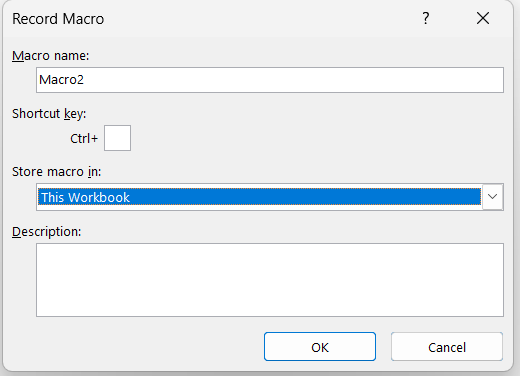 Record Macro ?
Macro name:
Macro2
Shortcut key:
Ctrl+
Store macro in:
This Workbook
Description:
OK Cancel